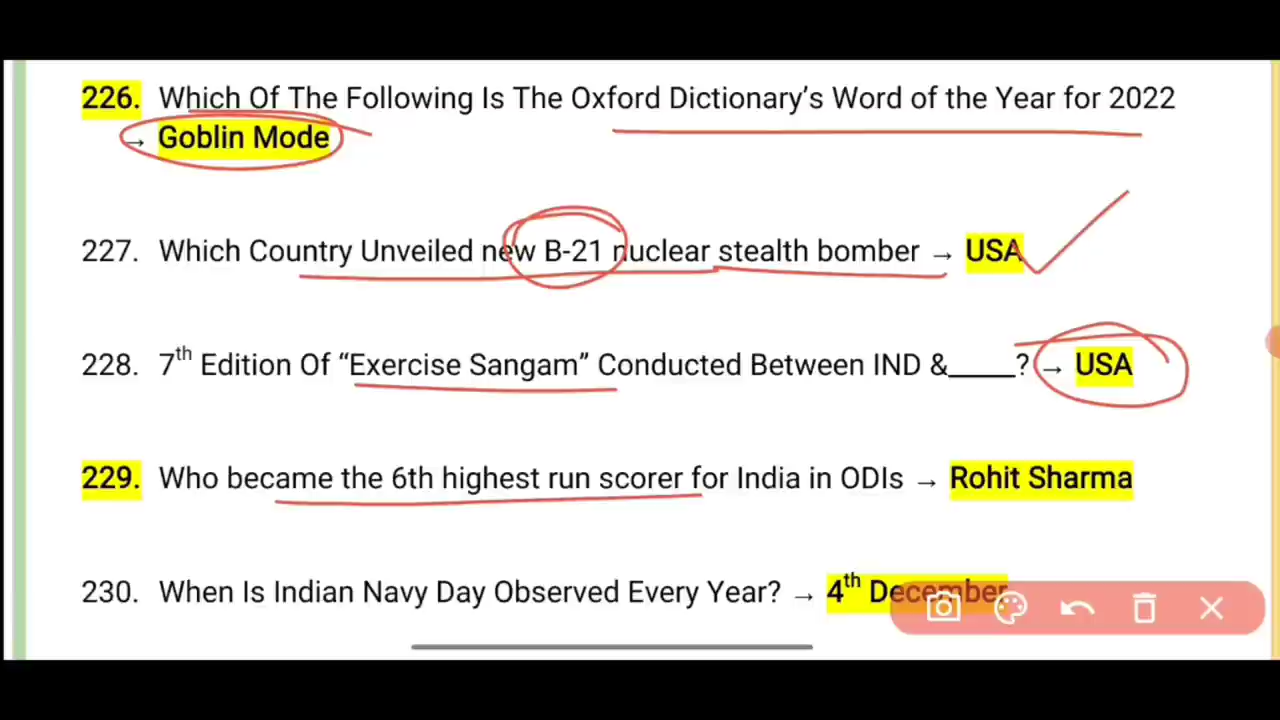 226. Which Of The Following Is The Oxford Dictionary's Word of the Year for 2022
→ Goblin Mode
227. Which Country Unveiled new B-21 nuclear stealth bomber → USA
228. 7th Edition Of “Exercise Sangam” Conducted Between IND &_____? → USA
229. Who became the 6th highest run scorer for India in ODIs → Rohit Sharma
230. When Is Indian Navy Day Observed Every Year? → 4th December